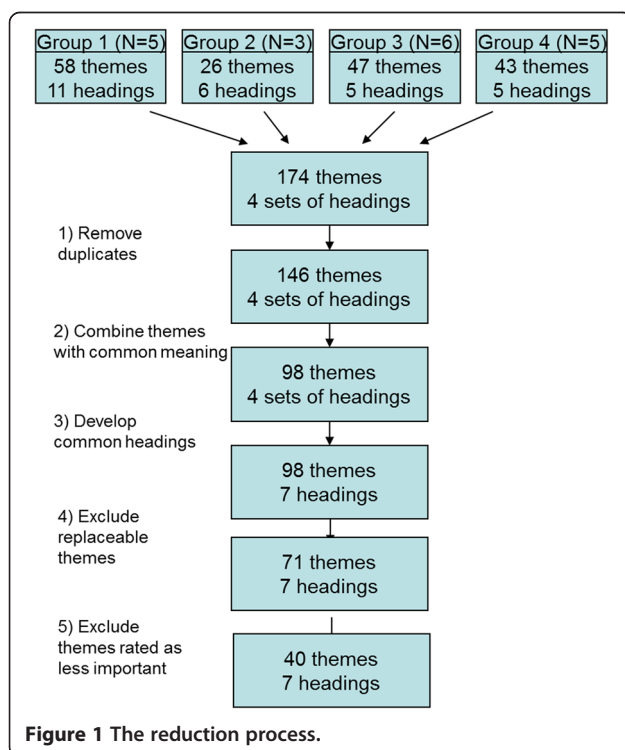 Group 1 (N=5)
58 themes
11 headings
Group 2 (N=3)
26 themes
6 headings
Group 3 (N=6)
47 themes
5 headings
Group 4 (N=5)
43 themes
5 headings
174 themes
4 sets of headings
1) Remove
duplicates
146 themes
4 sets of headings
2) Combine themes
with common meaning
98 themes
4 sets of headings
3) Develop
common headings
98 themes
7 headings
4) Exclude
replaceable
themes
71 themes
7 headings
5) Exclude
themes rated as
less important
40 themes
7 headings
Figure 1 The reduction process.